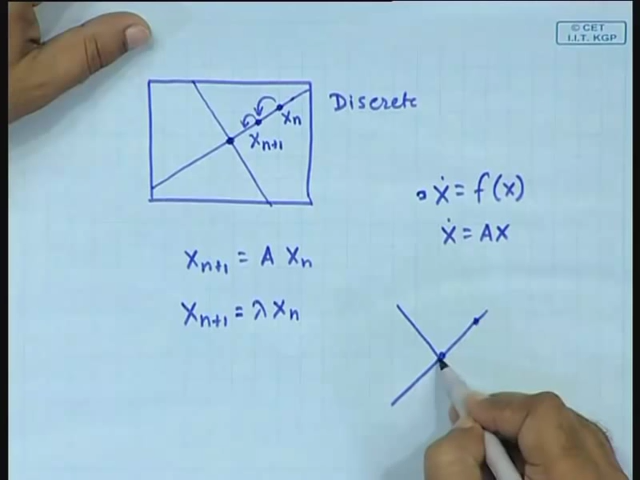 © CET
I.I.T. KGP
Discrete
xₙ
xₙ₊₁
ẋ = f(x)
ẋ = Ax
xₙ₊₁ = A xₙ
xₙ₊₁ = λ xₙ